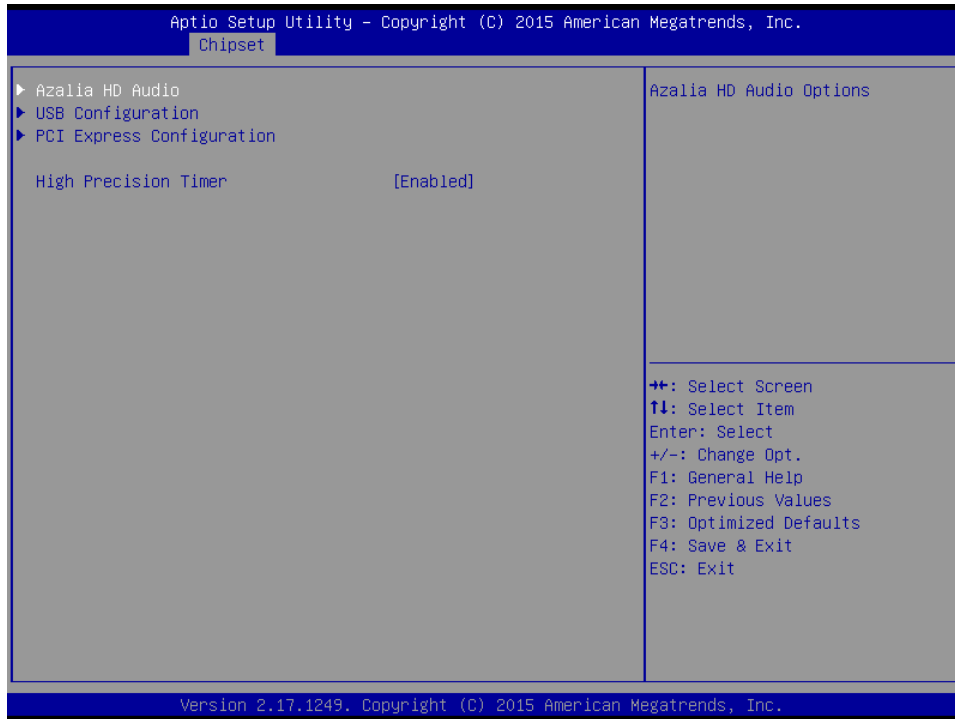 Aptio Setup Utility – Copyright (C) 2015 American Megatrends, Inc.
Chipset
Azalia HD Audio
USB Configuration
PCI Express Configuration
High Precision Timer [Enabled]
Azalia HD Audio Options
→←: Select Screen
↑↓: Select Item
Enter: Select
+/-: Change Opt.
F1: General Help
F2: Previous Values
F3: Optimized Defaults
F4: Save & Exit
ESC: Exit
Version 2.17.1249. Copyright (C) 2015 American Megatrends, Inc.